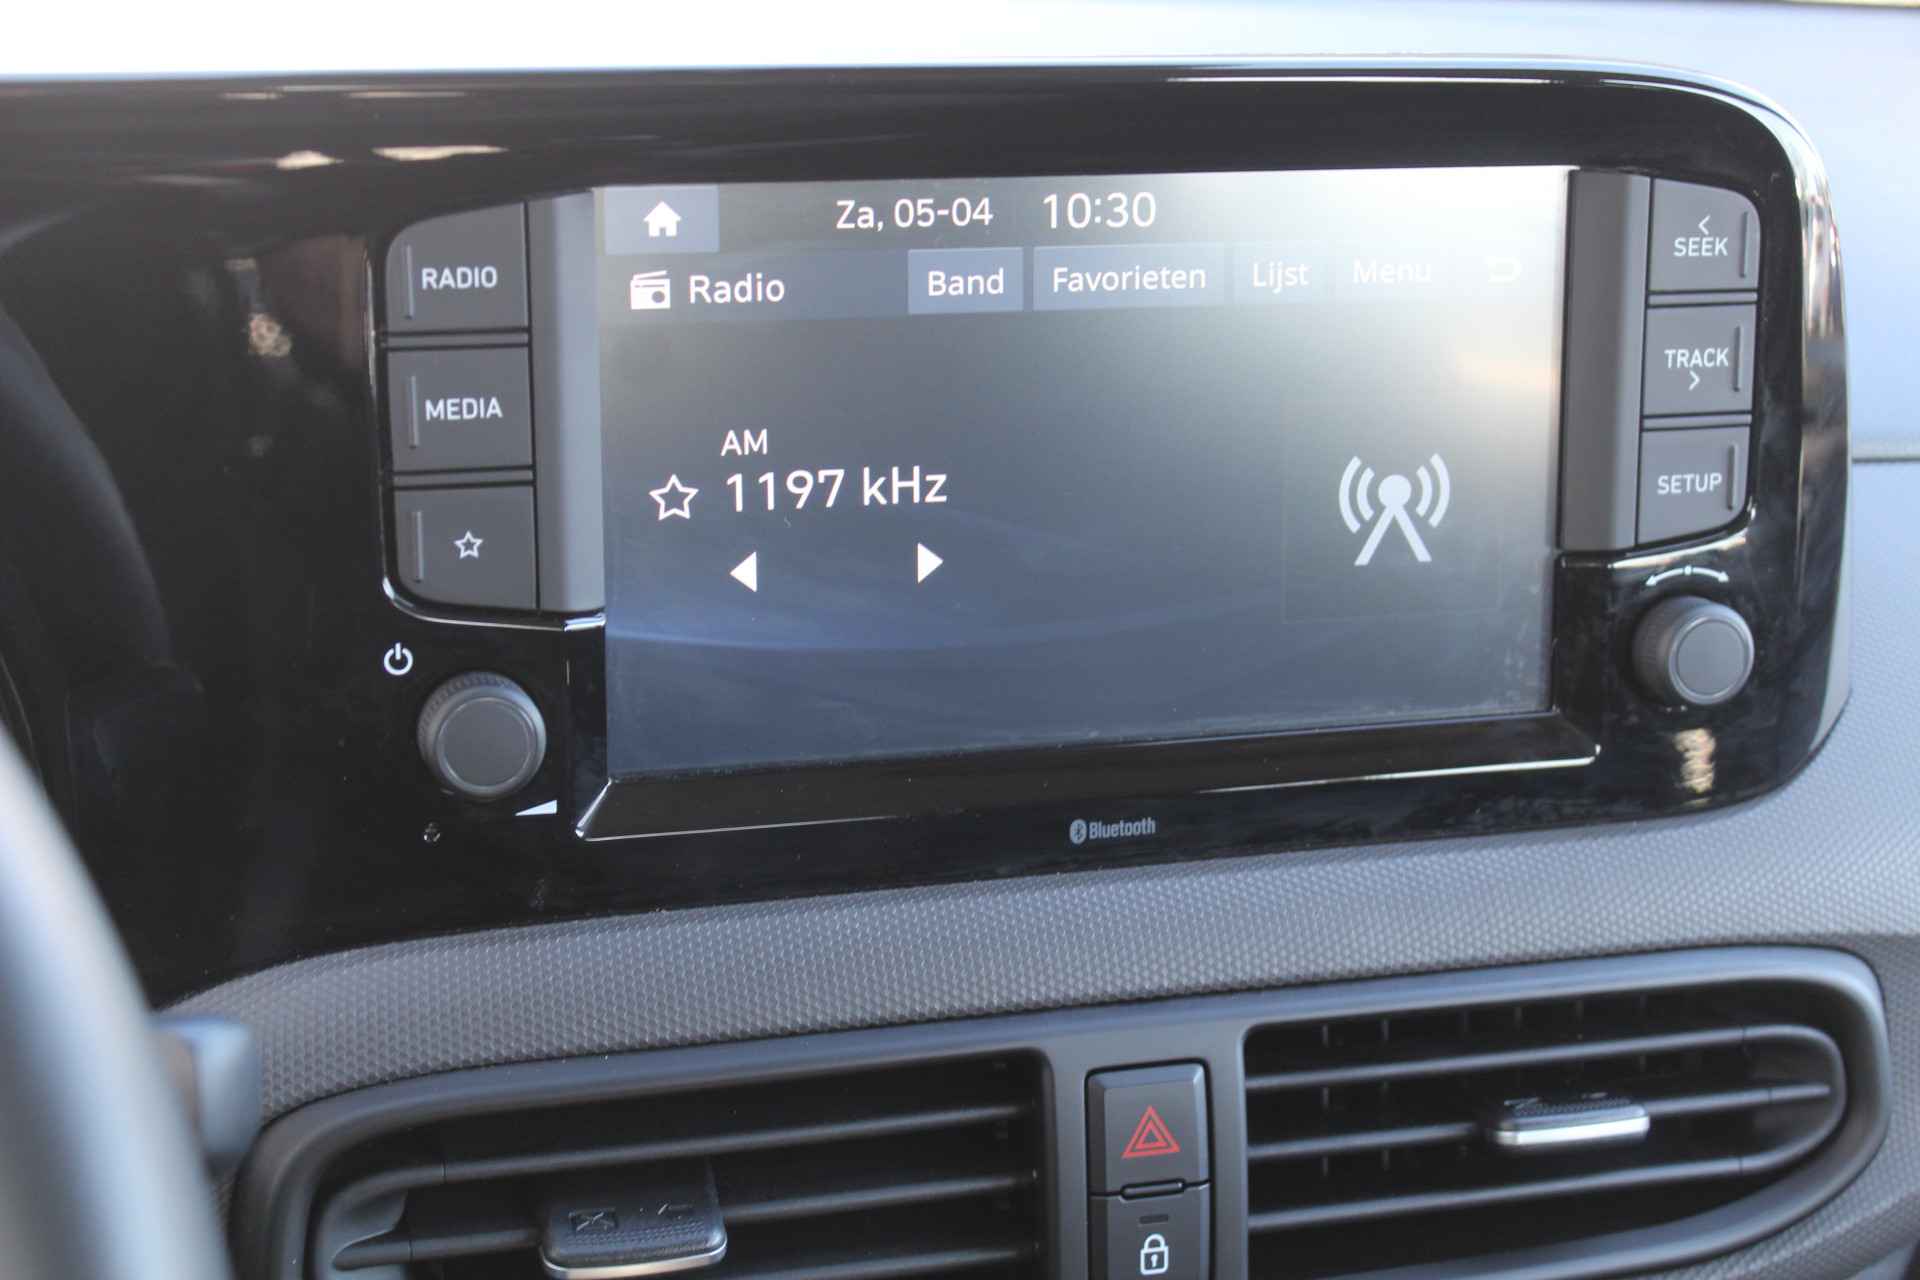 Za, 05-04 10:30
Radio Band Favorieten Lijst Menu
AM
1197 kHz
RADIO
MEDIA
SEEK
TRACK
SETUP
Bluetooth